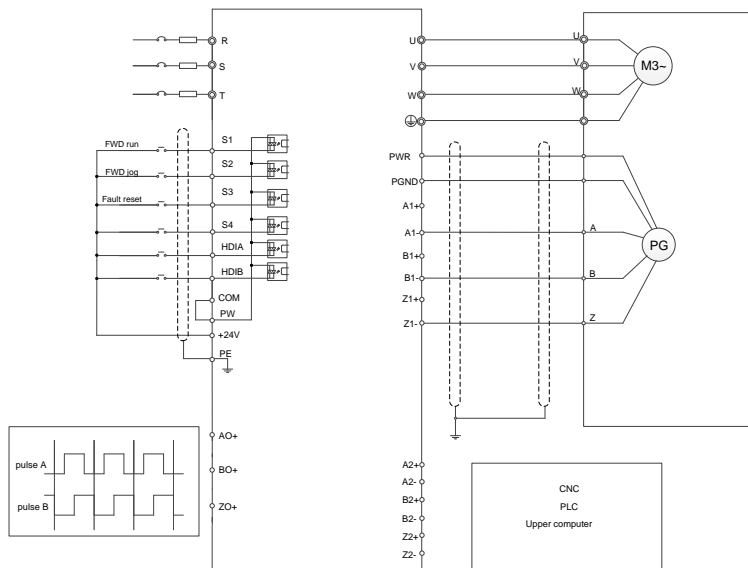 R
S
T
FWD run
S1
FWD jog
S2
Fault reset
S3
S4
HDIA
HDIB
COM
PW
+24V
PE
AO+
BO+
ZO+
pulse A
pulse B
U
V
W
PWR
PGND
A1+
A1-
B1+
B1-
Z1+
Z1-
A2+
A2-
B2+
B2-
Z2+
Z2-
U
V
W
M3~
A
B
Z
PG
CNC
PLC
Upper computer